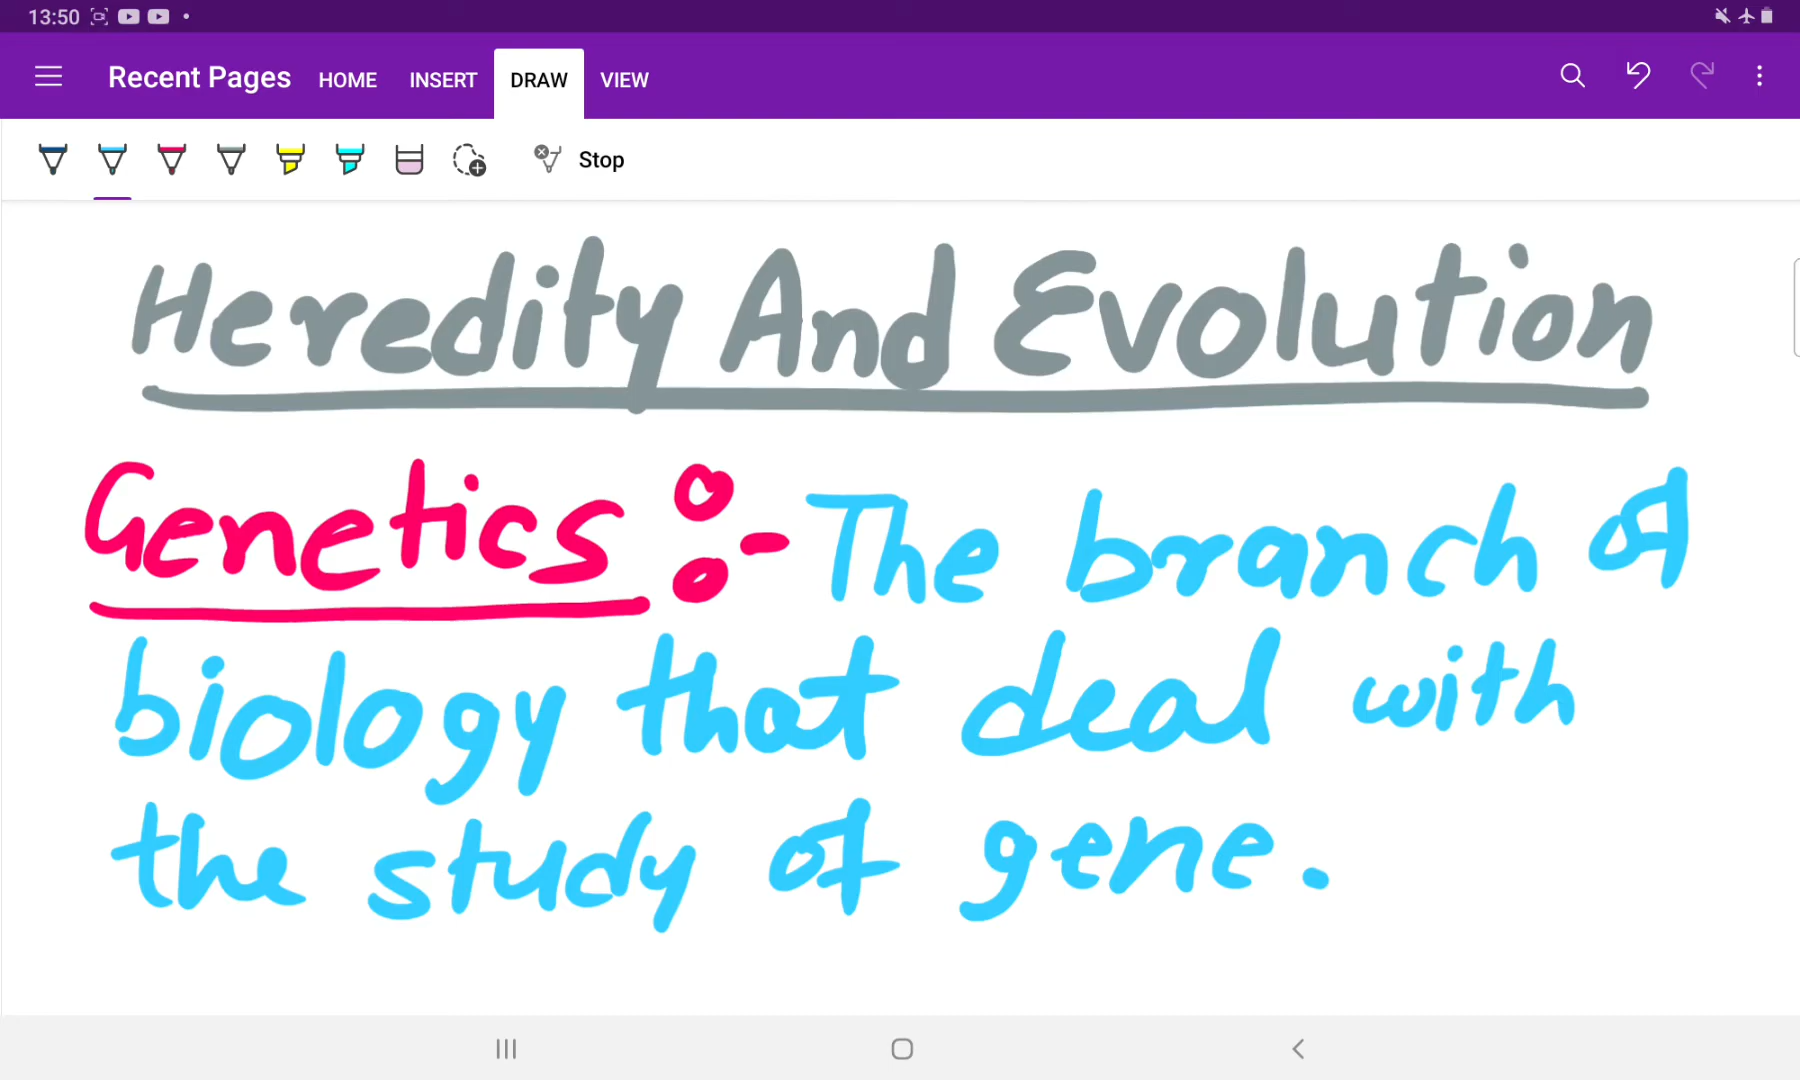 13:50
Recent Pages HOME INSERT DRAW VIEW
Stop
Heredity And Evolution
Genetics :- The branch of
biology that deal with
the study of gene.